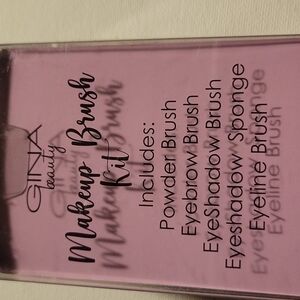 GINA
beauty
Makeup Brush
Kit
Includes:
Powder Brush
Eyebrow Brush
EyeShadow Brush
Eyeshadow Sponge
Eyeline Brush